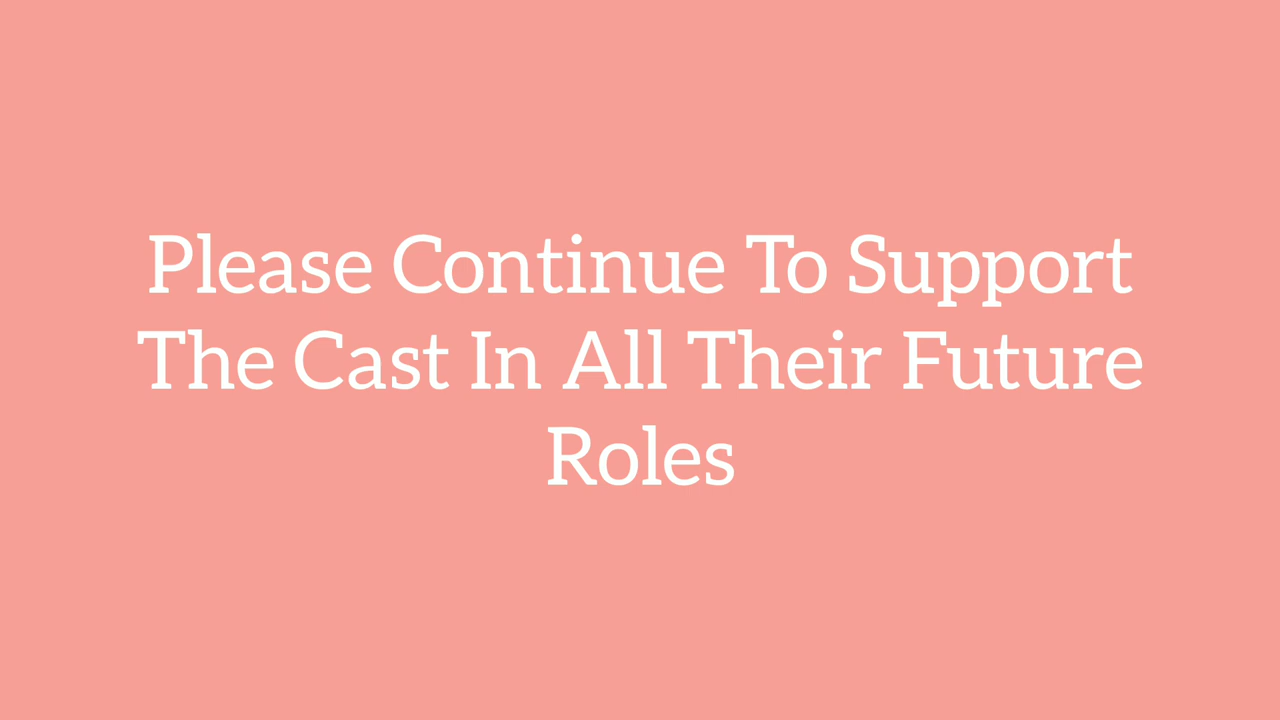 Please Continue To Support
The Cast In All Their Future
Roles